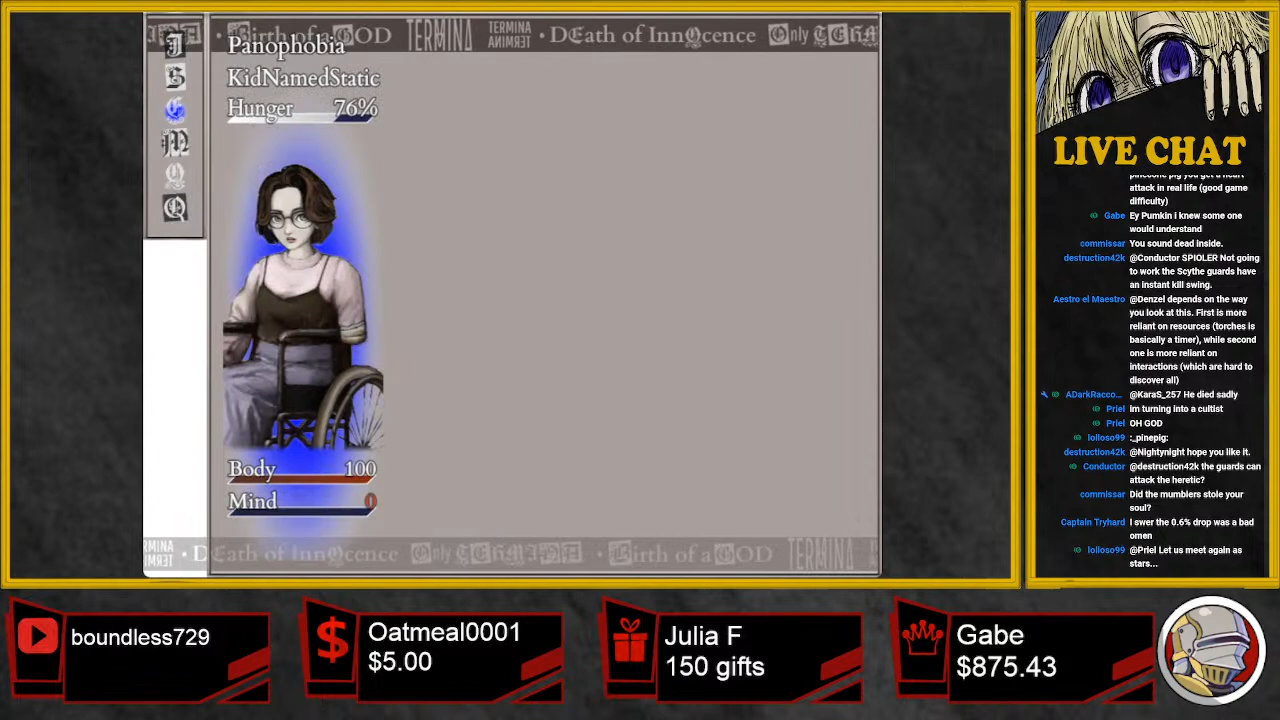 Birth of a GOD TERMINA TERMINA TERMINA • DEath of InnOcence Only TERM
Panophobia
KidNamedStatic
Hunger 76%
J
S
M
Q
Q
Body 100
Mind 0
RMINA TERMINA • DEath of InnOcence Only TERMINA • Birth of a GOD TERMINA
LIVE CHAT
pinecone pig you get a heart
attack in real life (good game
difficulty)
Gabe Ey Pumkin i knew some one
would understand
commissar You sound dead inside.
destruction42k @Conductor SPIOLER Not going
to work the Scythe guards have
an instant kill swing.
Aestro el Maestro @Denzel depends on the way
you look at this. First is more
reliant on resources (torches is
basically a timer), while second
one is more reliant on
interactions (which are hard to
discover all)
ADarkRacco... @KaraS_257 He died sadly
Priel Im turning into a cultist
Priel OH GOD
lolloso99 :_pinepig:
destruction42k @Nightynight hope you like it.
Conductor @destruction42k the guards can
attack the heretic?
commissar Did the mumblers stole your
soul?
Captain Tryhard I swer the 0.6% drop was a bad
omen
lolloso99 @Priel Let us meet again as
stars...
boundless729
Oatmeal0001
$5.00
Julia F
150 gifts
Gabe
$875.43